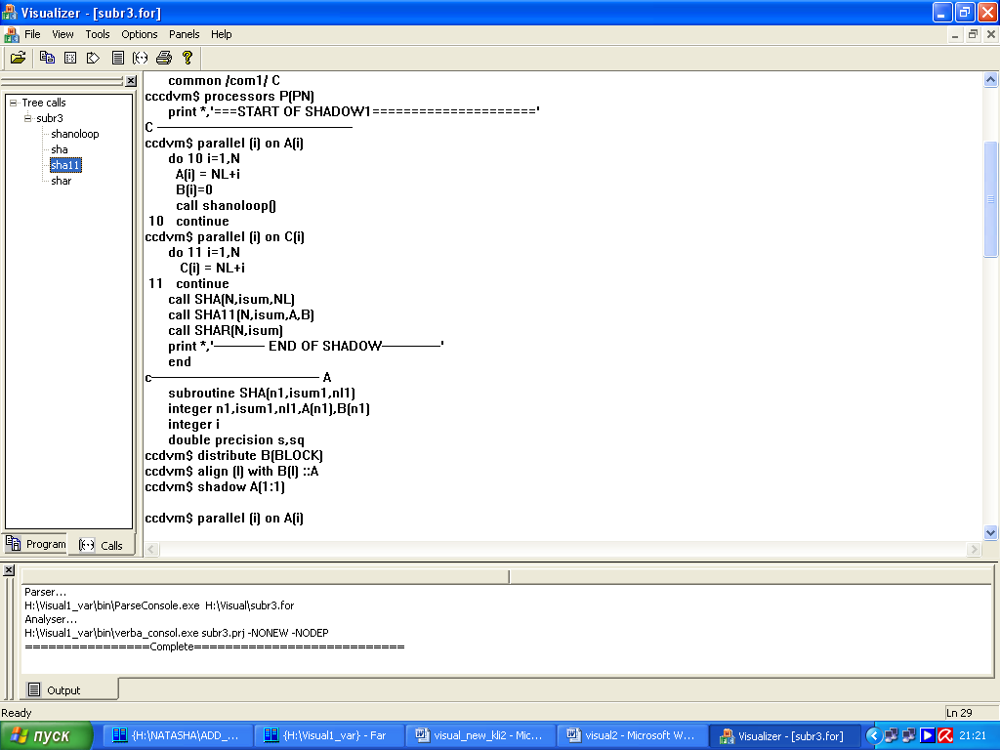 Visualizer - [subr3.for]
File View Tools Options Panels Help
Tree calls
subr3
shanoloop
sha
sha11
shar
Program
Calls
common /com1/ C
cccdvm$ processors P(PN)
print *,'===START OF SHADOW1====================='
C -------------------------
ccdvm$ parallel (i) on A(i)
do 10 i=1,N
A(i) = NL+i
B(i)=0
call shanoloop()
10 continue
ccdvm$ parallel (i) on C(i)
do 11 i=1,N
C(i) = NL+i
11 continue
call SHA(N,isum,NL)
call SHA11(N,isum,A,B)
call SHAR(N,isum)
print *,'------- END OF SHADOW--------'
end
c---------------------- A
subroutine SHA(n1,isum1,nl1)
integer n1,isum1,nl1,A(n1),B(n1)
integer i
double precision s,sq
ccdvm$ distribute B(BLOCK)
ccdvm$ align (I) with B(I) ::A
ccdvm$ shadow A(1:1)
ccdvm$ parallel (i) on A(i)
Parser...
H:\Visual1_var\bin\ParseConsole.exe H:\Visual\subr3.for
Analyser...
H:\Visual1_var\bin\verba_consol.exe subr3.prj -NONEW -NODEP
================Complete===========================
Output
Ready
Ln 29
пуск
{H:\NATASHA\ADD_...
{H:\Visual1_var} - Far
visual_new_kli2 - Mic...
visual2 - Microsoft W...
Visualizer - [subr3.for]
21:21